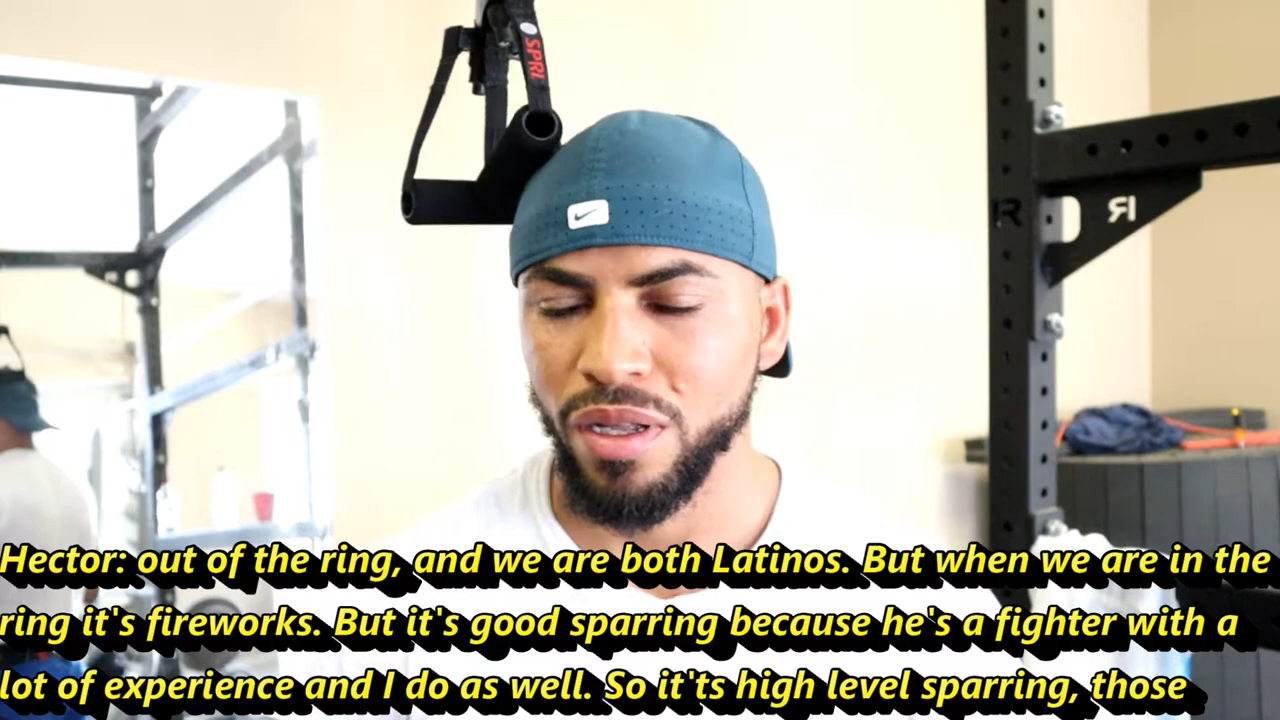 SPRI
R
RI
Hector: out of the ring, and we are both Latinos. But when we are in the
ring it's fireworks. But it's good sparring because he's a fighter with a
lot of experience and I do as well. So it'ts high level sparring, those